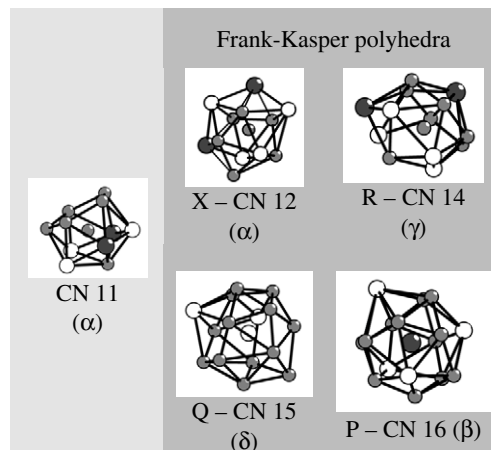 Frank-Kasper polyhedra
X – CN 12
(α)
R – CN 14
(γ)
CN 11
(α)
Q – CN 15
(δ)
P – CN 16 (β)